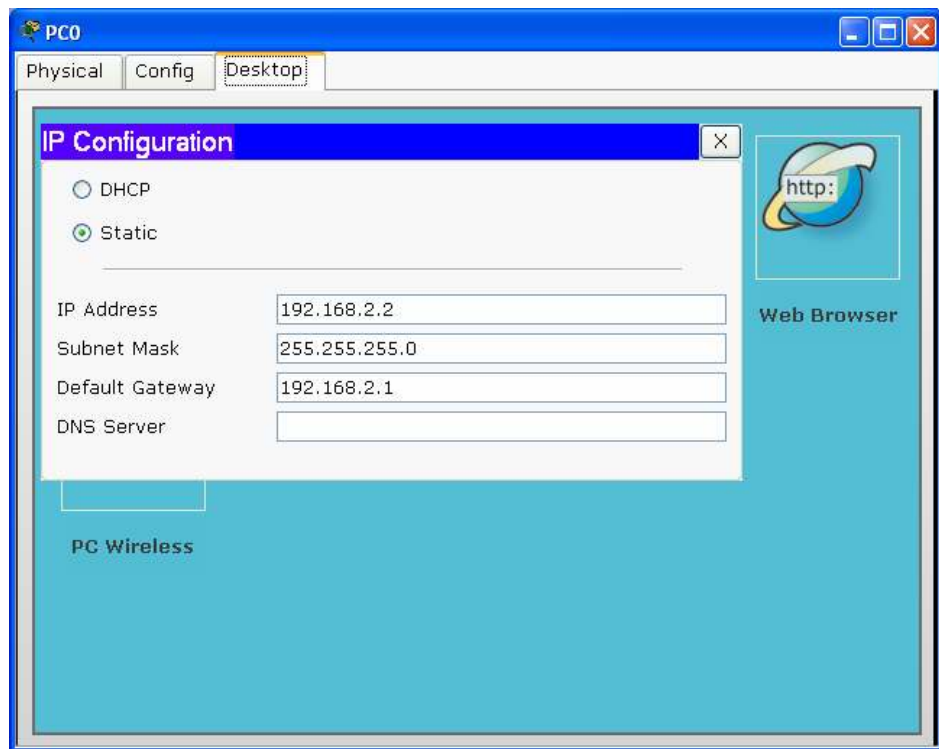 PC0
Physical Config Desktop
IP Configuration X
DHCP
Static
IP Address 192.168.2.2
Subnet Mask 255.255.255.0
Default Gateway 192.168.2.1
DNS Server
http:
Web Browser
PC Wireless